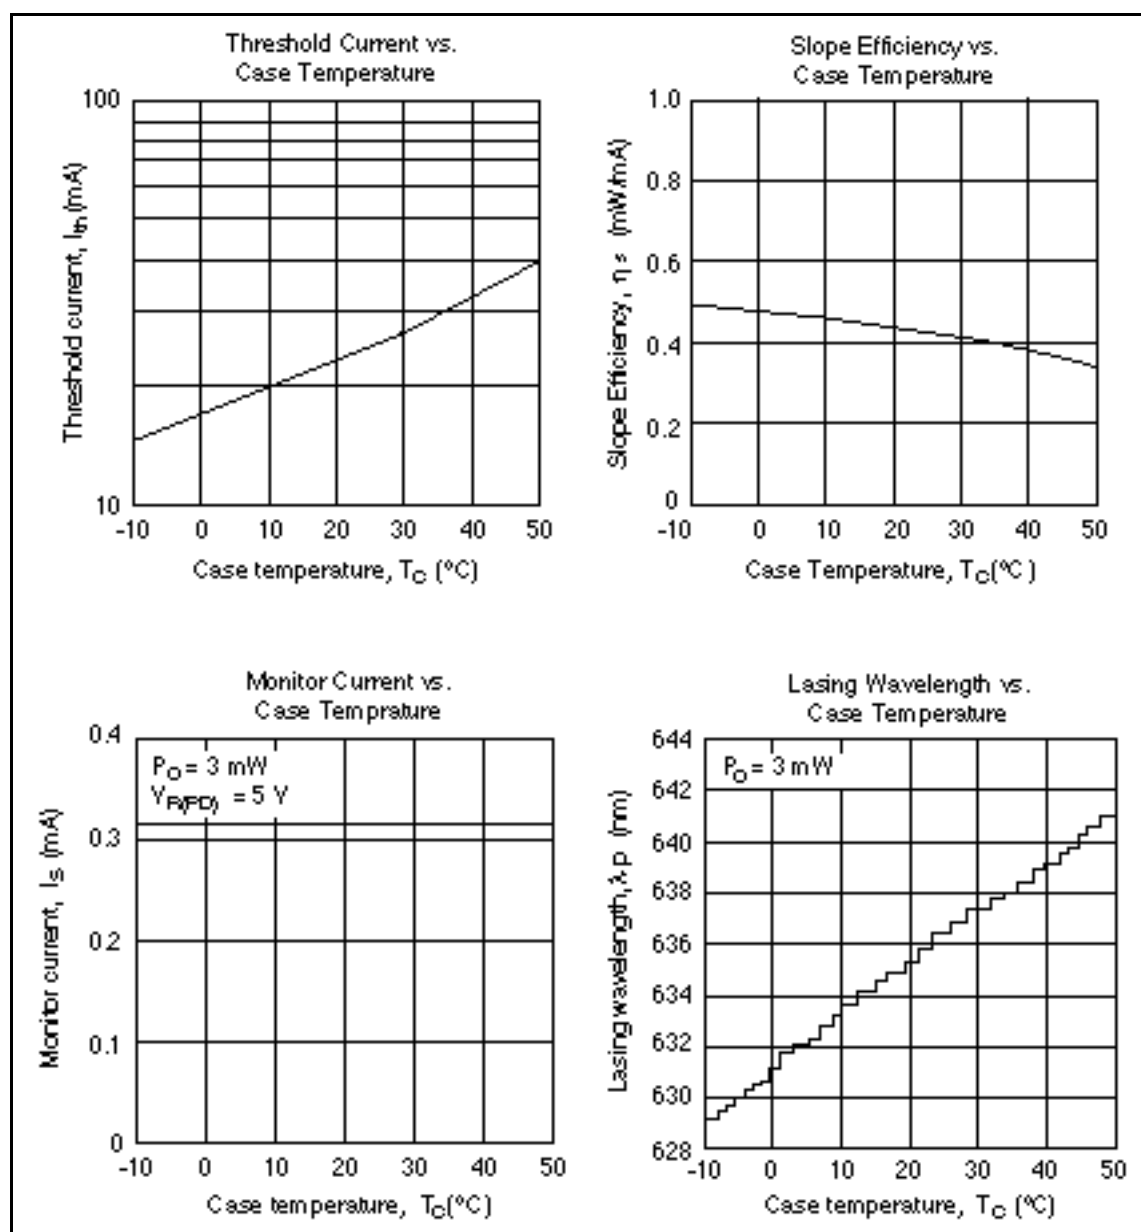 Threshold Current vs.
Case Temperature
100
10
-10 0 10 20 30 40 50
Threshold current, Ith (mA)
Case temperature, TC (°C)
Slope Efficiency vs.
Case Temperature
1.0
0.8
0.6
0.4
0.2
0
-10 0 10 20 30 40 50
Slope Efficiency, ηs (mW/mA)
Case Temperature, TC(°C)
Monitor Current vs.
Case Temprature
PO = 3 mW
VR(PD) = 5 V
0.4
0.3
0.2
0.1
0
-10 0 10 20 30 40 50
Monitor current, IS (mA)
Case temperature, TC(°C)
Lasing Wavelength vs.
Case Temperature
PO = 3 mW
644
642
640
638
636
634
632
630
628
-10 0 10 20 30 40 50
Lasing wavelength, λp (nm)
Case temperature, TC (°C)